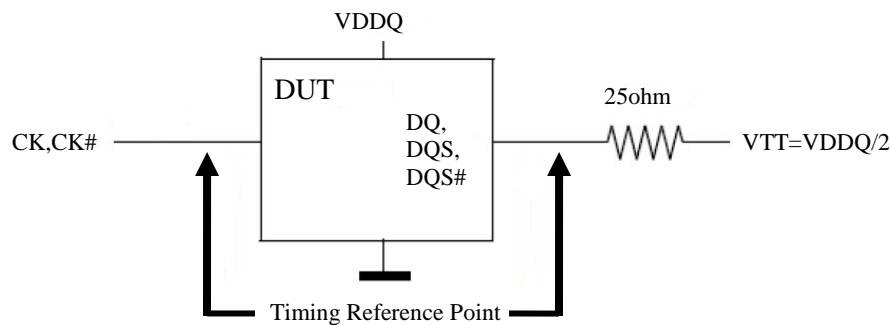 VDDQ
DUT
25ohm
CK,CK#
DQ,
DQS,
DQS#
VTT=VDDQ/2
Timing Reference Point